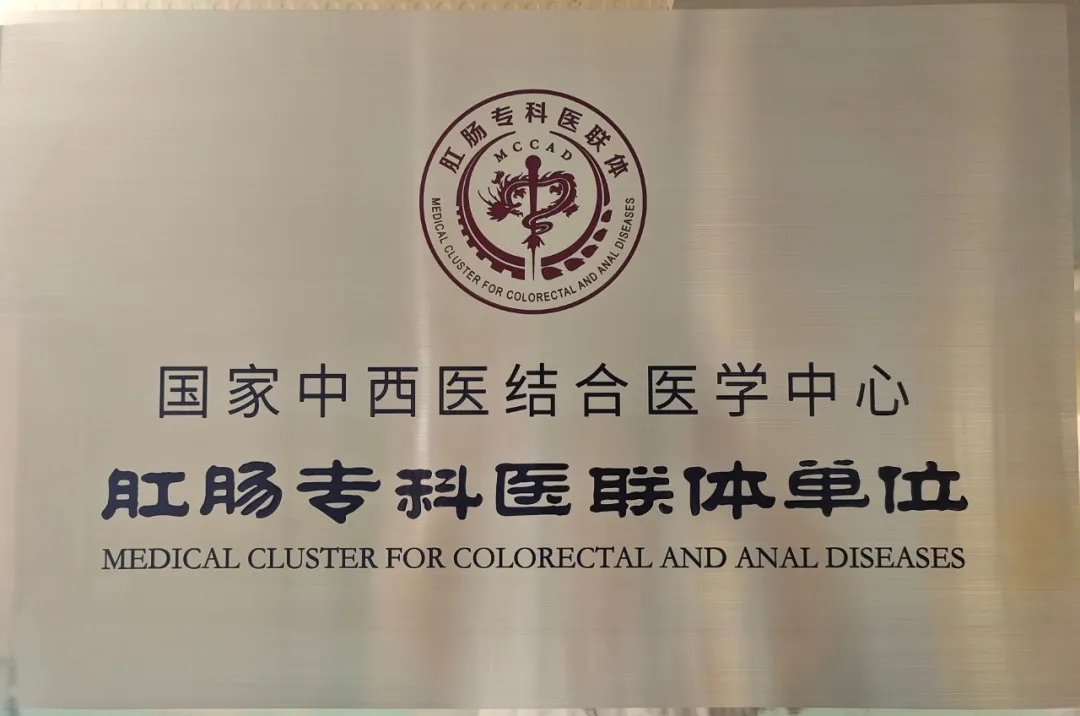 肛肠专科医联体
MCCAD
MEDICAL CLUSTER FOR COLORECTAL AND ANAL DISEASES
国家中西医结合医学中心
肛肠专科医联体单位
MEDICAL CLUSTER FOR COLORECTAL AND ANAL DISEASES